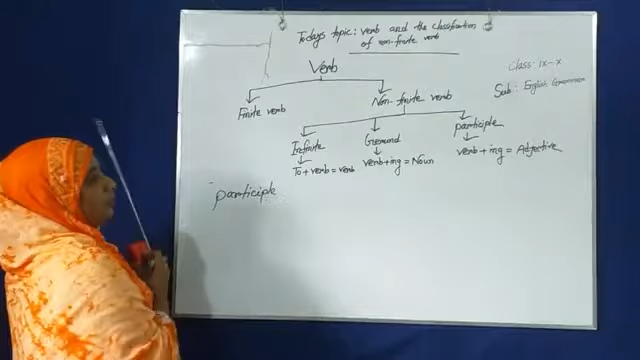 Todays topic: verb and the classification
of non-finite verb
Class: ix-x
Sub: English Grammar
Verb
Finite verb
Non-finite verb
Infinite
Geround
participle
To+verb=verb
verb+ing=Noun
verb+ing=Adjective
participle